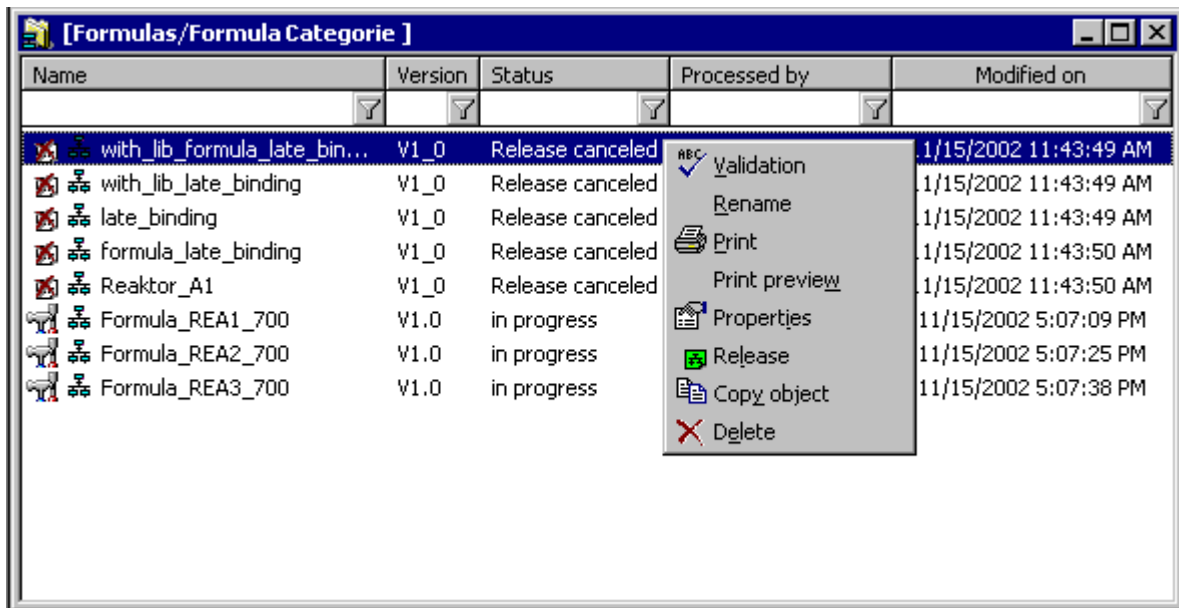 [Formulas/Formula Categorie ]
Name Version Status Processed by Modified on
with_lib_formula_late_bin... V1_0 Release canceled 1/15/2002 11:43:49 AM
with_lib_late_binding V1_0 Release canceled 1/15/2002 11:43:49 AM
late_binding V1_0 Release canceled 1/15/2002 11:43:49 AM
formula_late_binding V1_0 Release canceled 1/15/2002 11:43:50 AM
Reaktor_A1 V1_0 Release canceled 1/15/2002 11:43:50 AM
Formula_REA1_700 V1.0 in progress 11/15/2002 5:07:09 PM
Formula_REA2_700 V1.0 in progress 11/15/2002 5:07:25 PM
Formula_REA3_700 V1.0 in progress 11/15/2002 5:07:38 PM
ABC Validation
Rename
Print
Print preview
Properties
Release
Copy object
Delete